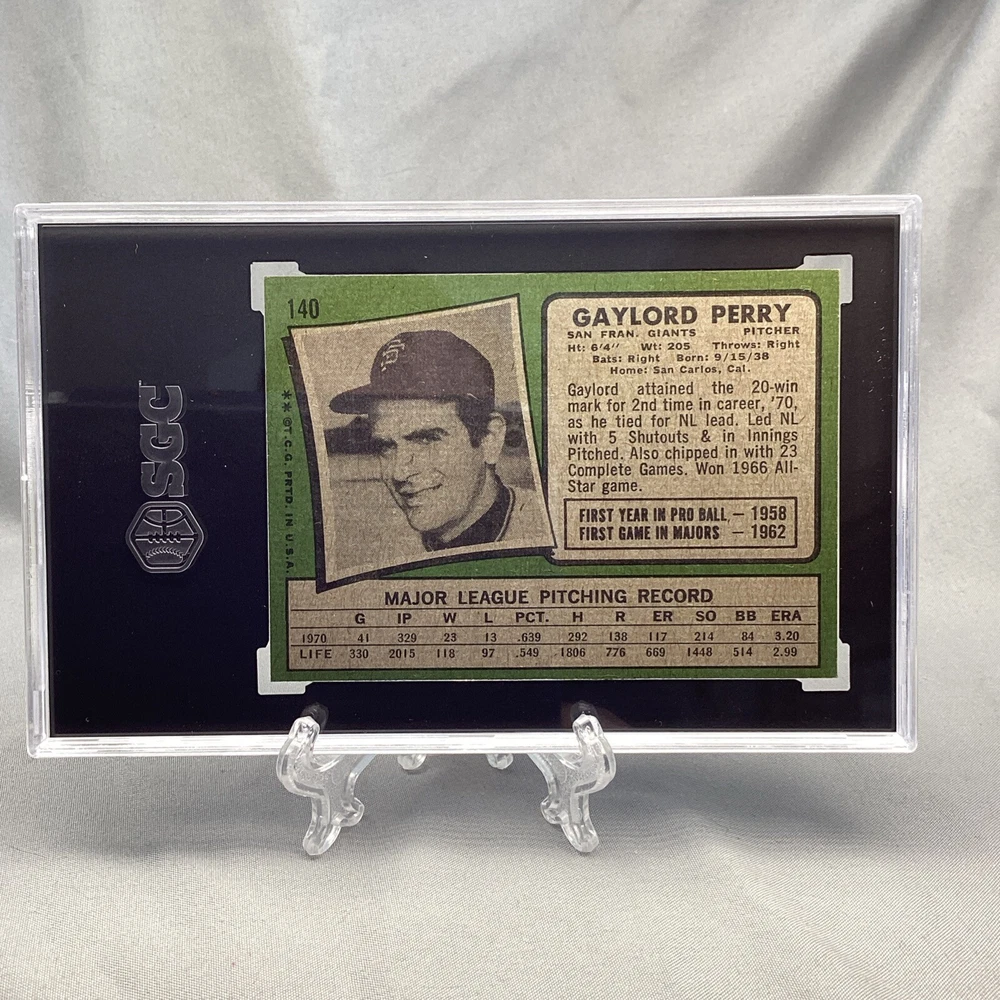 SGC
140
SF
**©T.C.G. PRTD. IN U.S.A.
GAYLORD PERRY
SAN FRAN. GIANTS PITCHER
Ht: 6'4" Wt: 205 Throws: Right
Bats: Right Born: 9/15/38
Home: San Carlos, Cal.
Gaylord attained the 20-win
mark for 2nd time in career, '70,
as he tied for NL lead. Led NL
with 5 Shutouts & in Innings
Pitched. Also chipped in with 23
Complete Games. Won 1966 All-
Star game.
FIRST YEAR IN PRO BALL – 1958
FIRST GAME IN MAJORS – 1962
MAJOR LEAGUE PITCHING RECORD
G IP W L PCT. H R ER SO BB ERA
1970 41 329 23 13 .639 292 138 117 214 84 3.20
LIFE 330 2015 118 97 .549 1806 776 669 1448 514 2.99